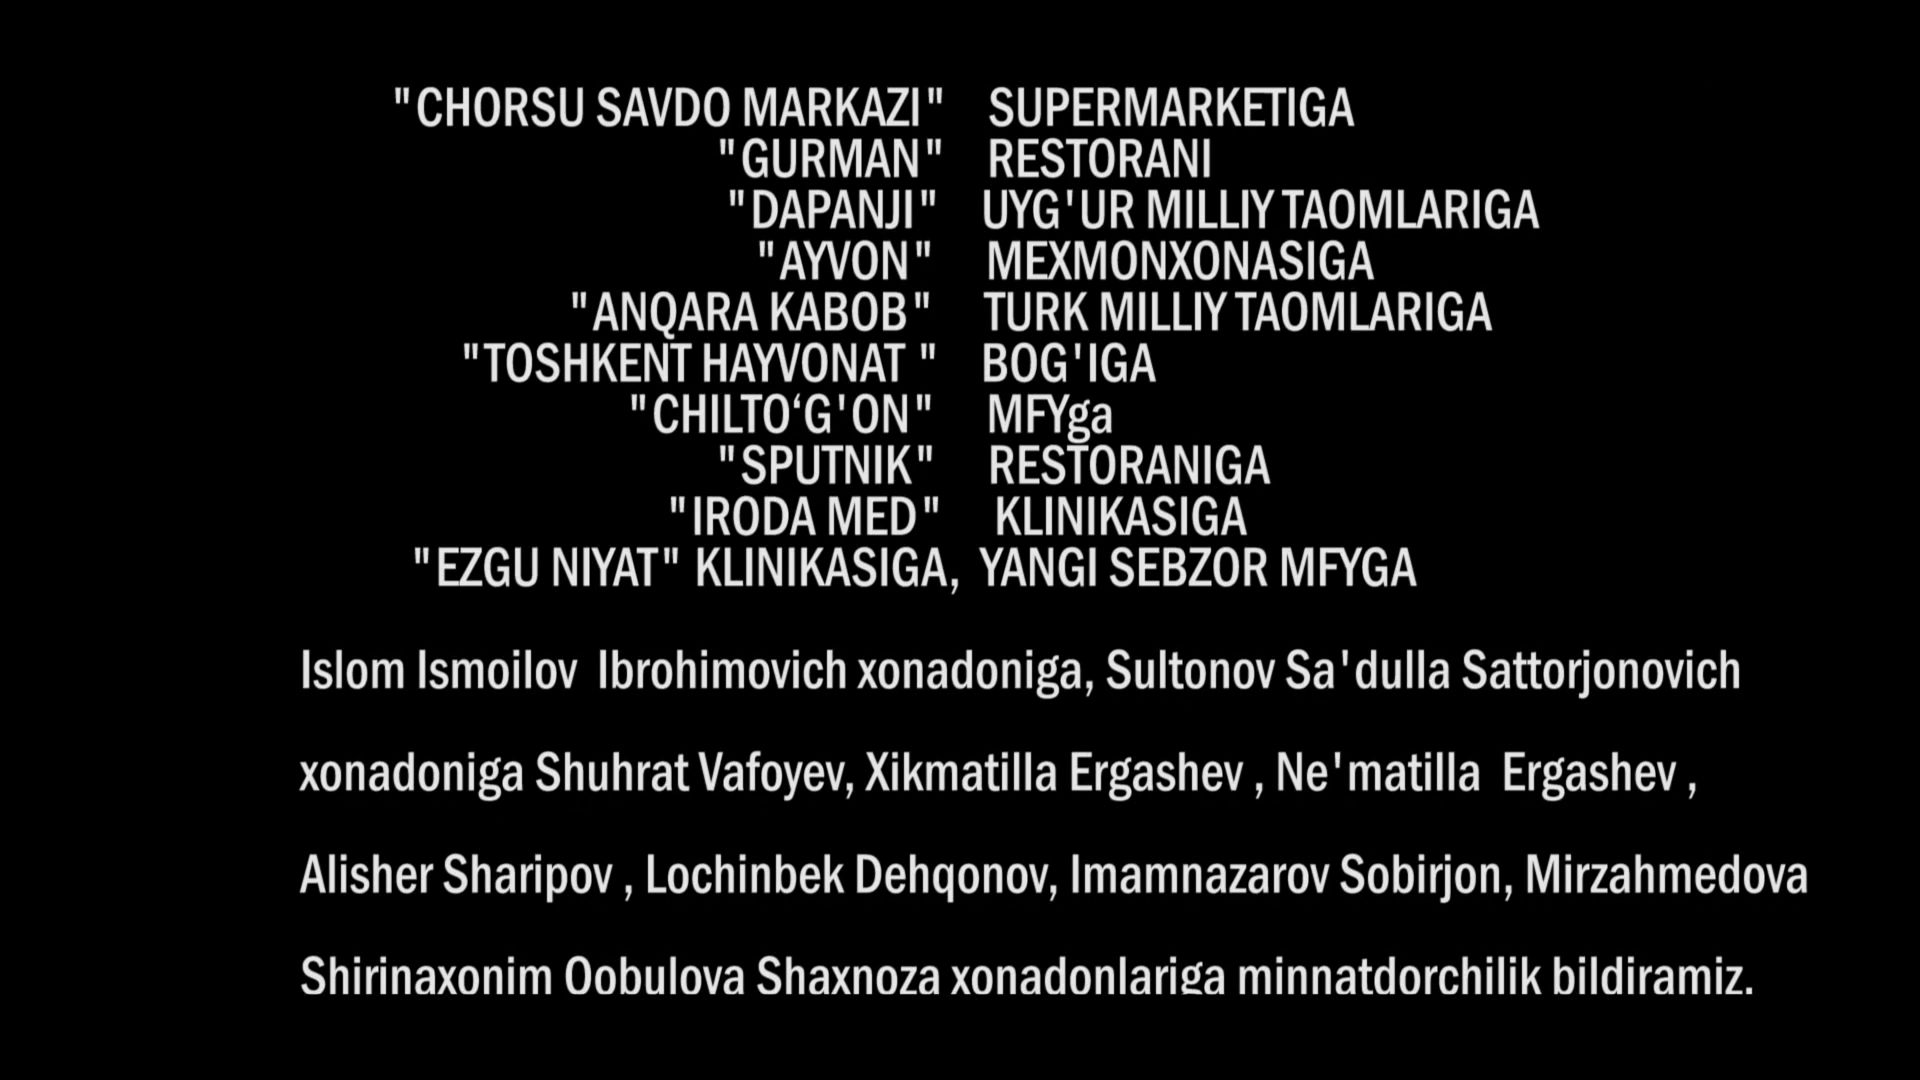 "CHORSU SAVDO MARKAZI" SUPERMARKETIGA
"GURMAN" RESTORANI
"DAPANJI" UYG'UR MILLIY TAOMLARIGA
"AYVON" MEXMONXONASIGA
"ANQARA KABOB" TURK MILLIY TAOMLARIGA
"TOSHKENT HAYVONAT " BOG'IGA
"CHILTO‘G'ON" MFYga
"SPUTNIK" RESTORANIGA
"IRODA MED" KLINIKASIGA
"EZGU NIYAT" KLINIKASIGA, YANGI SEBZOR MFYGA
Islom Ismoilov Ibrohimovich xonadoniga, Sultonov Sa'dulla Sattorjonovich
xonadoniga Shuhrat Vafoyev, Xikmatilla Ergashev , Ne'matilla Ergashev ,
Alisher Sharipov , Lochinbek Dehqonov, Imamnazarov Sobirjon, Mirzahmedova
Shirinaxonim Qobulova Shaxnoza xonadonlariga minnatdorchilik bildiramiz.